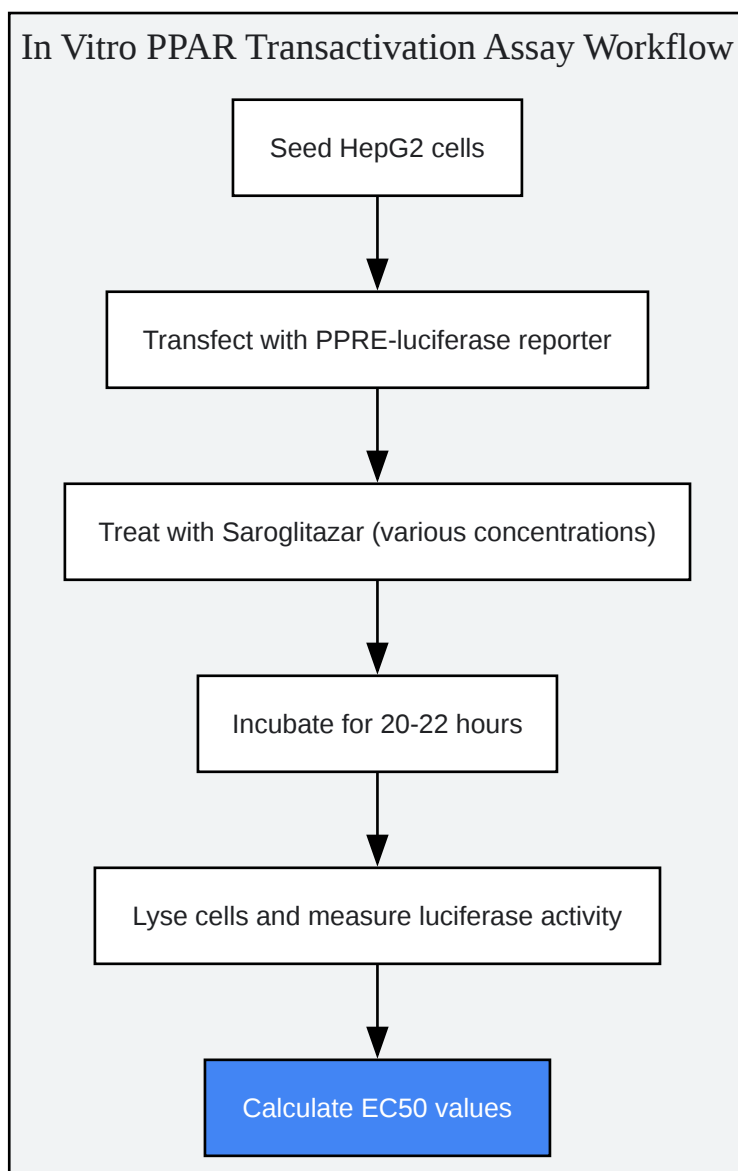 In Vitro PPAR Transactivation Assay Workflow
Seed HepG2 cells
Transfect with PPRE-luciferase reporter
Treat with Saroglitazar (various concentrations)
Incubate for 20-22 hours
Lyse cells and measure luciferase activity
Calculate EC50 values